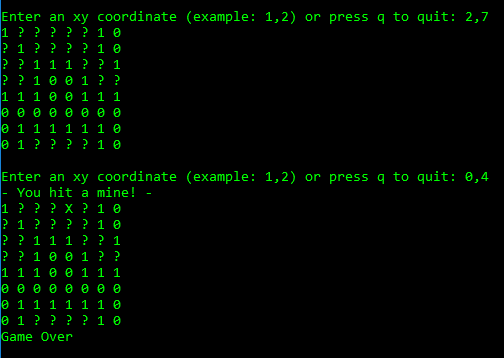 Enter an xy coordinate (example: 1,2) or press q to quit: 2,7
1 ? ? ? ? ? 1 0
? 1 ? ? ? ? 1 0
? ? 1 1 1 ? ? 1
? ? 1 0 0 1 ? ?
1 1 1 0 0 1 1 1
0 0 0 0 0 0 0 0
0 1 1 1 1 1 1 0
0 1 ? ? ? ? 1 0
Enter an xy coordinate (example: 1,2) or press q to quit: 0,4
- You hit a mine! -
1 ? ? ? X ? 1 0
? 1 ? ? ? ? 1 0
? ? 1 1 1 ? ? 1
? ? 1 0 0 1 ? ?
1 1 1 0 0 1 1 1
0 0 0 0 0 0 0 0
0 1 1 1 1 1 1 0
0 1 ? ? ? ? 1 0
Game Over